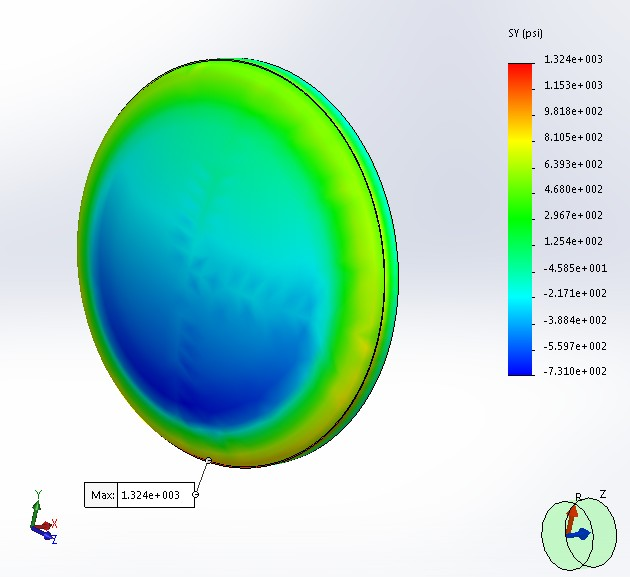 SY (psi)
1.324e+003
1.153e+003
9.818e+002
8.105e+002
6.393e+002
4.680e+002
2.967e+002
1.254e+002
-4.585e+001
-2.171e+002
-3.884e+002
-5.597e+002
-7.310e+002
Max: 1.324e+003
Y
X
Z
R
Z